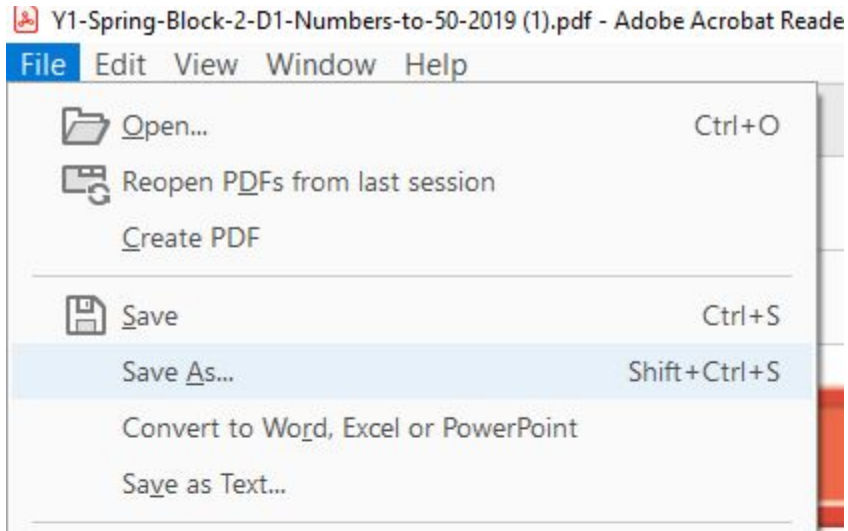 Y1-Spring-Block-2-D1-Numbers-to-50-2019 (1).pdf - Adobe Acrobat Reade
File Edit View Window Help
Open... Ctrl+O
Reopen PDFs from last session
Create PDF
Save Ctrl+S
Save As... Shift+Ctrl+S
Convert to Word, Excel or PowerPoint
Save as Text...